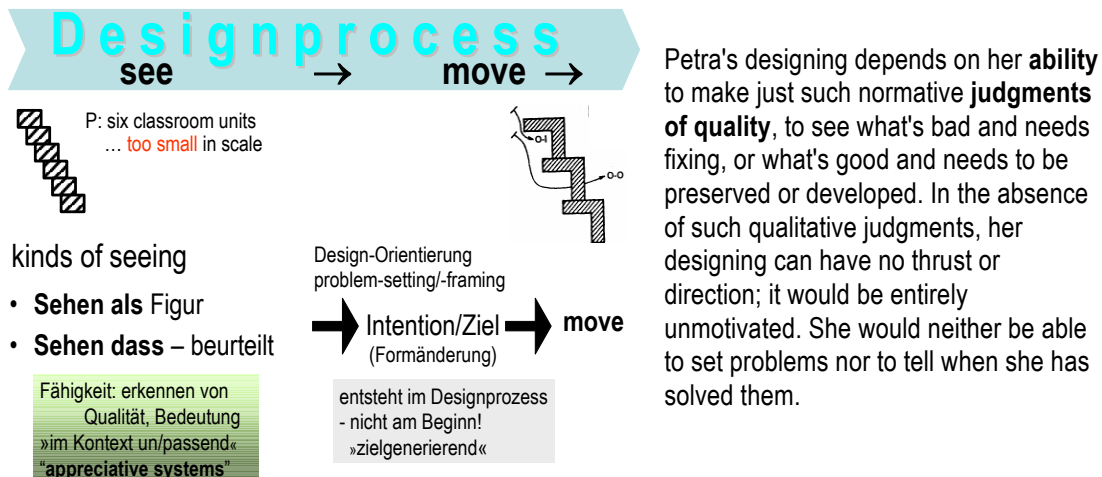 Designprocess
see → move →
P: six classroom units
… too small in scale
O-I
O-O
kinds of seeing
• Sehen als Figur
• Sehen dass – beurteilt
Fähigkeit: erkennen von
Qualität, Bedeutung
»im Kontext un/passend«
“appreciative systems”
Design-Orientierung
problem-setting/-framing
Intention/Ziel
(Formänderung)
move
entsteht im Designprozess
- nicht am Beginn!
»zielgenerierend«
Petra's designing depends on her ability
to make just such normative judgments
of quality, to see what's bad and needs
fixing, or what's good and needs to be
preserved or developed. In the absence
of such qualitative judgments, her
designing can have no thrust or
direction; it would be entirely
unmotivated. She would neither be able
to set problems nor to tell when she has
solved them.